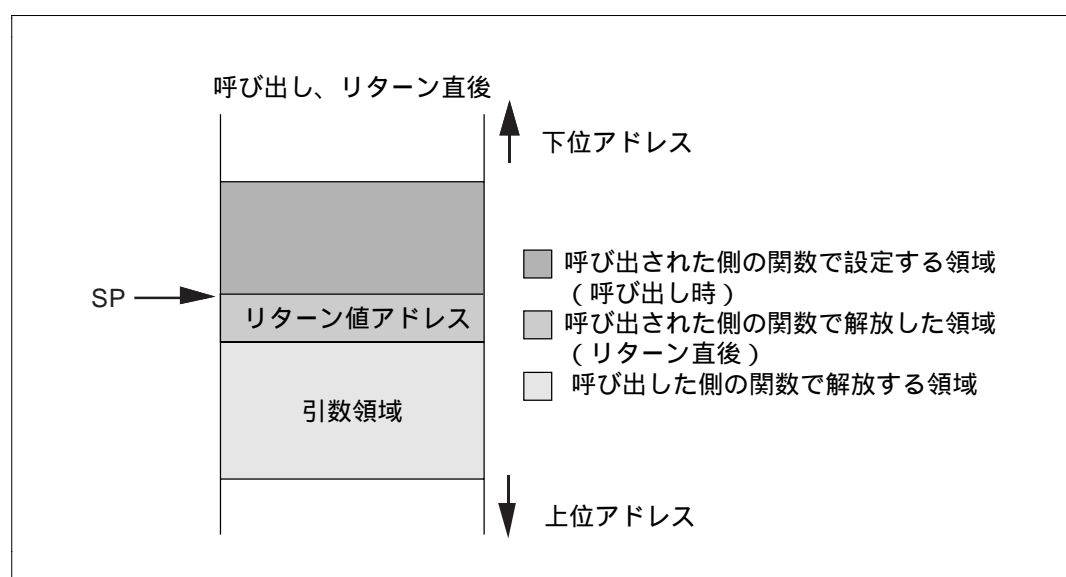 呼び出し、リターン直後
下位アドレス
呼び出された側の関数で設定する領域
(呼び出し時)
SP
リターン値アドレス
呼び出された側の関数で解放した領域
(リターン直後)
呼び出した側の関数で解放する領域
引数領域
上位アドレス